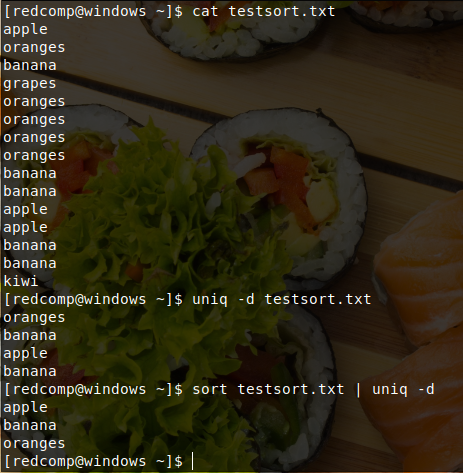 [redcomp@windows ~]$ cat testsort.txt
apple
oranges
banana
grapes
oranges
oranges
oranges
oranges
banana
banana
apple
apple
banana
banana
kiwi
[redcomp@windows ~]$ uniq -d testsort.txt
oranges
banana
apple
banana
[redcomp@windows ~]$ sort testsort.txt | uniq -d
apple
banana
oranges
[redcomp@windows ~]$